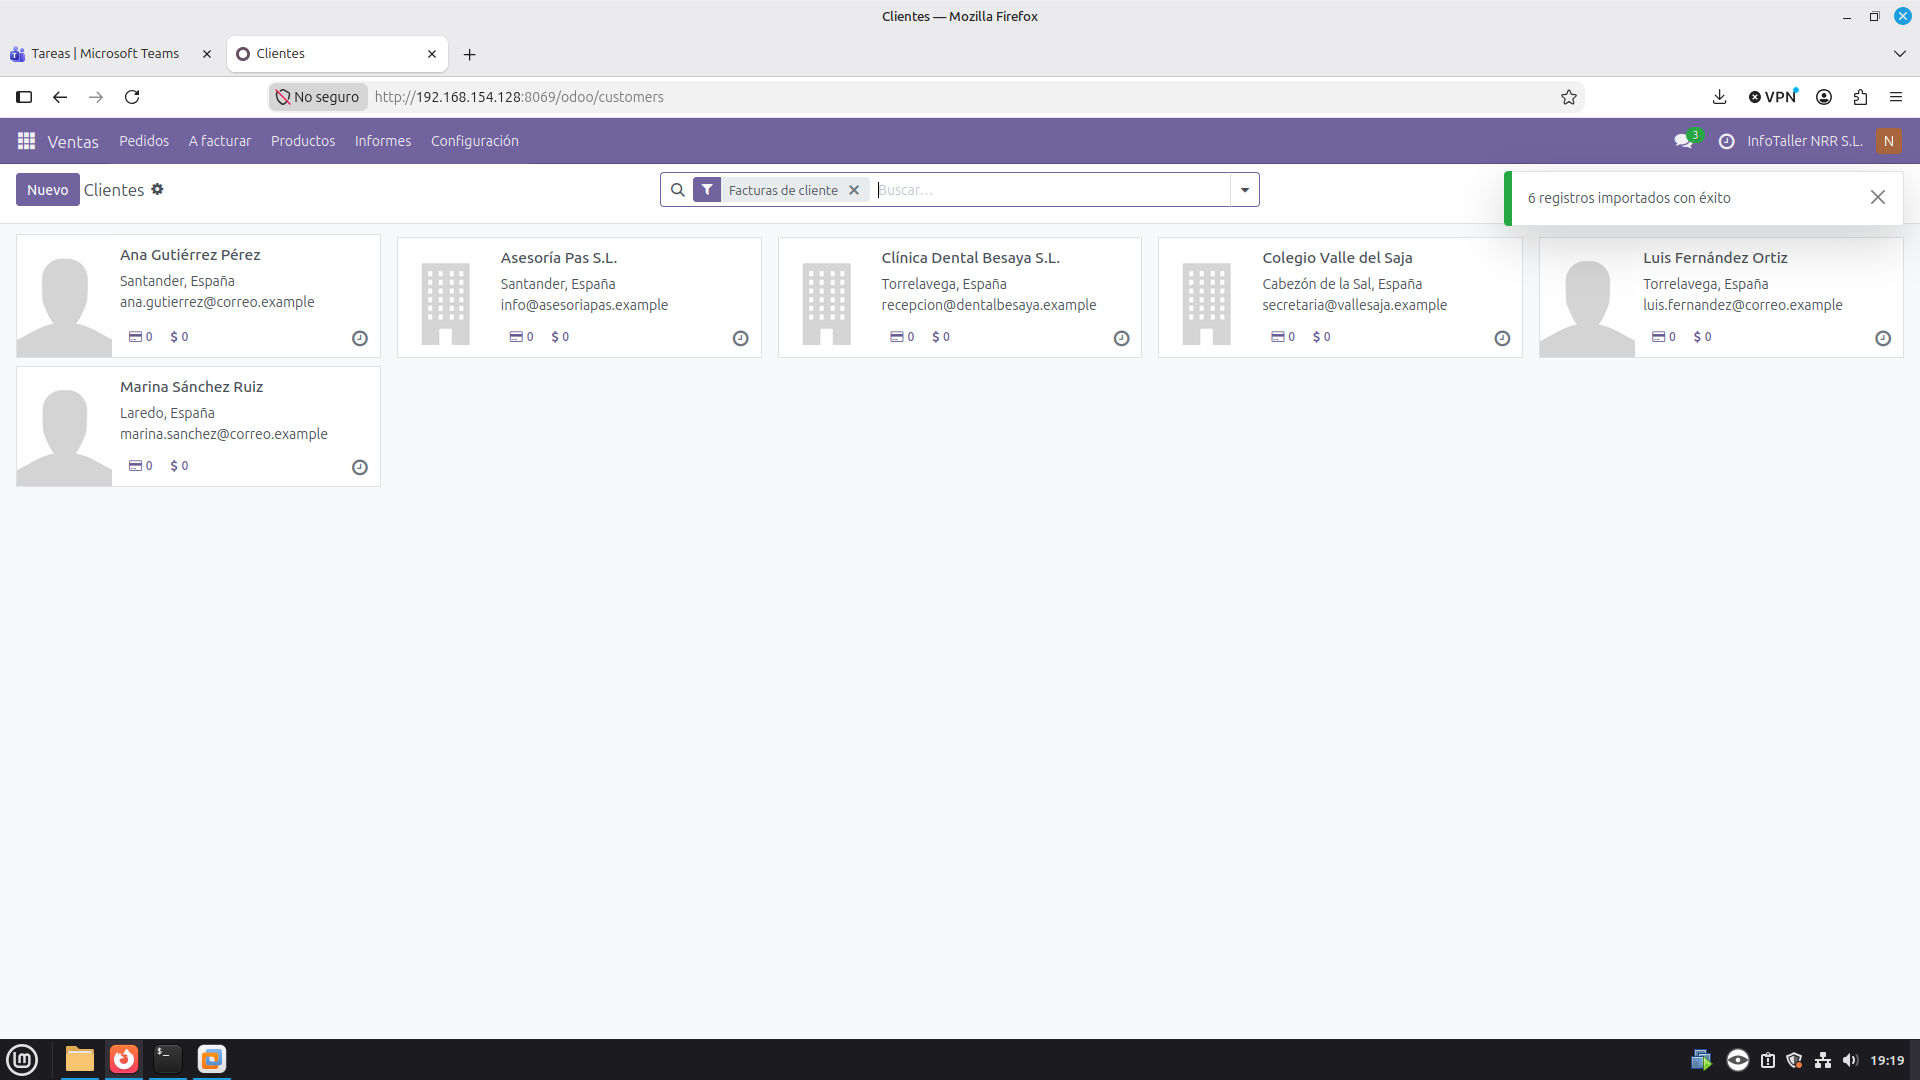 Clientes — Mozilla Firefox
Tareas | Microsoft Teams
Clientes
No seguro
http://192.168.154.128:8069/odoo/customers
VPN
Ventas
Pedidos
A facturar
Productos
Informes
Configuración
3
InfoTaller NRR S.L.
N
Nuevo
Clientes
Facturas de cliente
Buscar...
6 registros importados con éxito
Ana Gutiérrez Pérez
Santander, España
ana.gutierrez@correo.example
0
$ 0
Asesoría Pas S.L.
Santander, España
info@asesoriapas.example
0
$ 0
Clínica Dental Besaya S.L.
Torrelavega, España
recepcion@dentalbesaya.example
0
$ 0
Colegio Valle del Saja
Cabezón de la Sal, España
secretaria@vallesaja.example
0
$ 0
Luis Fernández Ortiz
Torrelavega, España
luis.fernandez@correo.example
0
$ 0
Marina Sánchez Ruiz
Laredo, España
marina.sanchez@correo.example
0
$ 0
19:19